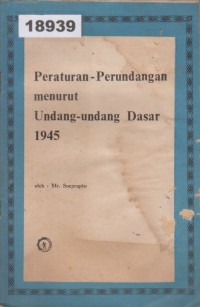 18939
Peraturan-Perundangan
menurut
Undang-undang Dasar
1945
oleh : Mr. Soeprapto